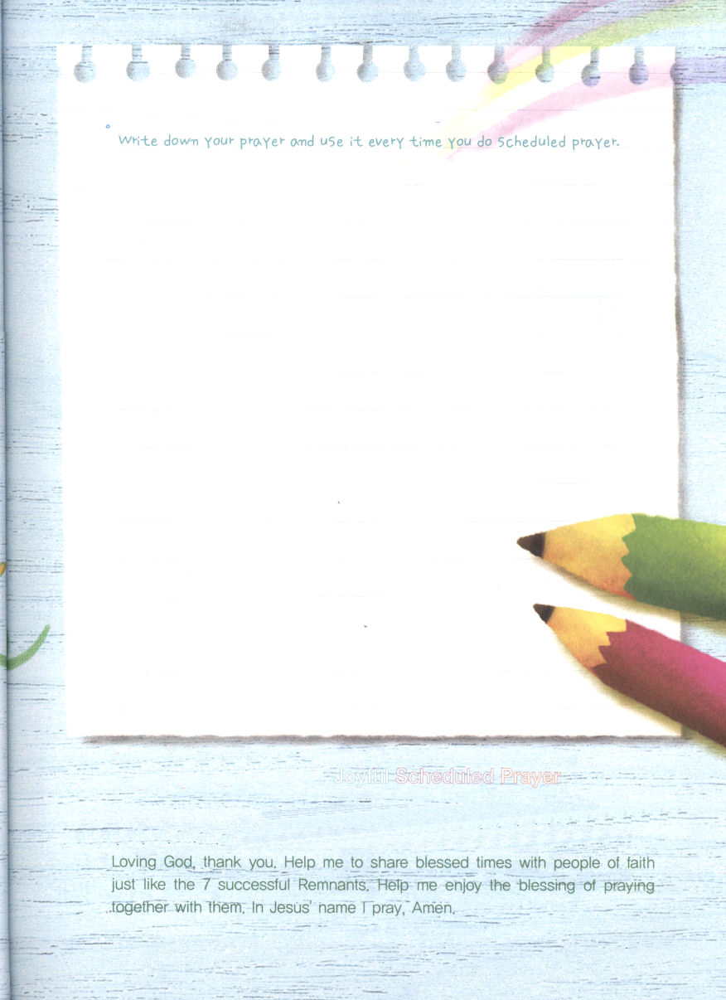 Write down your prayer and use it every time you do scheduled prayer.
Joyful Scheduled Prayer
Loving God, thank you. Help me to share blessed times with people of faith
just like the 7 successful Remnants. Help me enjoy the blessing of praying
together with them. In Jesus' name I pray, Amen.